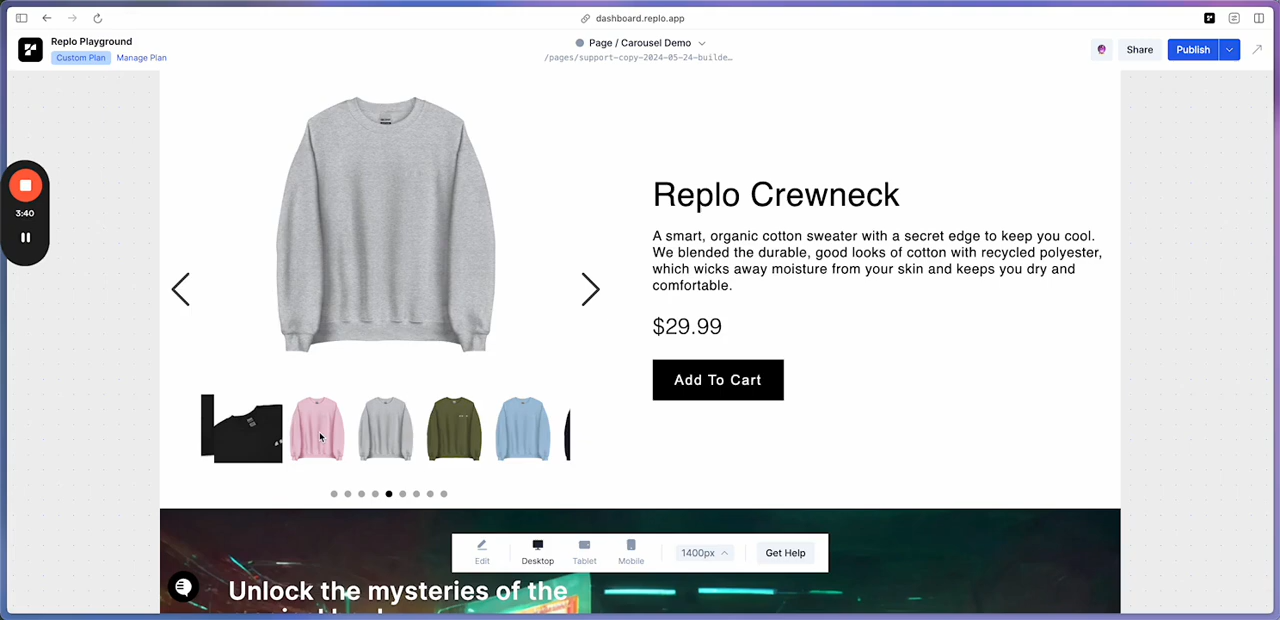 dashboard.replo.app
Replo Playground
Custom Plan
Manage Plan
Page / Carousel Demo
/pages/support-copy-2024-05-24-builde…
Share
Publish
3:40
Replo Crewneck
A smart, organic cotton sweater with a secret edge to keep you cool.
We blended the durable, good looks of cotton with recycled polyester,
which wicks away moisture from your skin and keeps you dry and
comfortable.
$29.99
Add To Cart
Edit
Desktop
Tablet
Mobile
1400px
Get Help
Unlock the mysteries of the